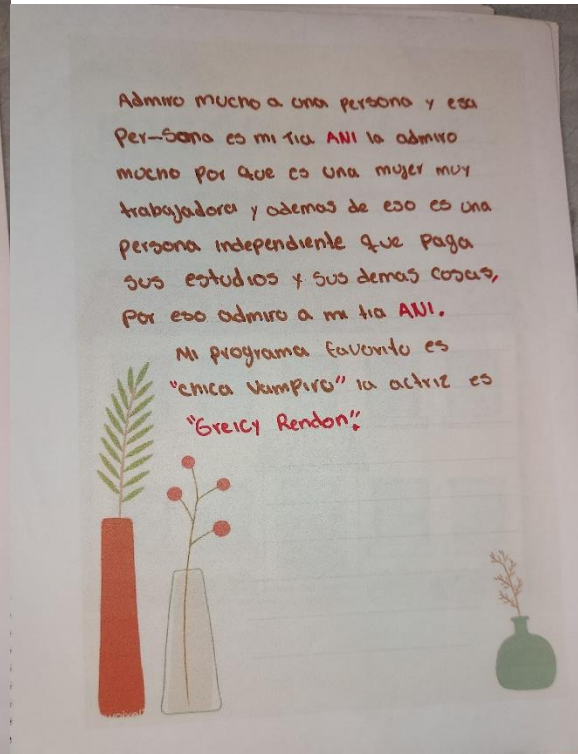 Admiro mucho a una persona y esa
Per-Sona es mi tia ANI la admiro
mucho por que es una mujer muy
trabajadora y ademas de eso es una
persona independiente que paga
sus estudios y sus demas cosas,
por eso admiro a mi tia ANI.
Mi programa favorito es
"chica Vampiro" la actriz es
"Greicy Rendon".